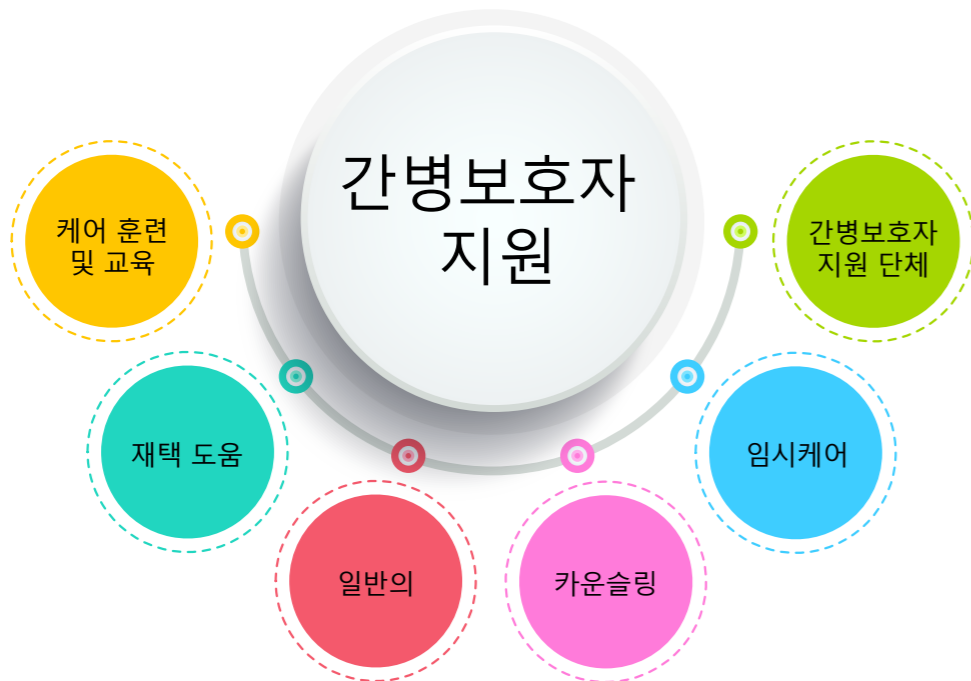 간병보호자
지원
케어 훈련
및 교육
재택 도움
일반의
카운슬링
임시케어
간병보호자
지원 단체